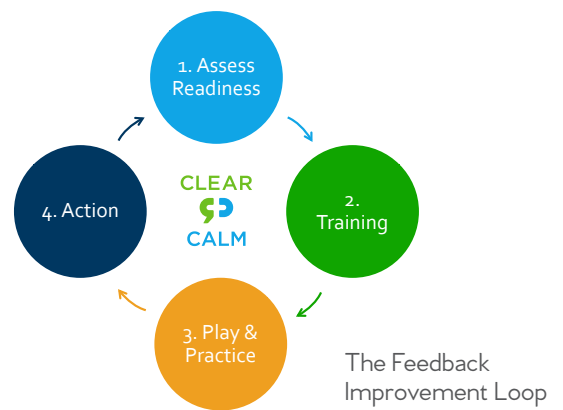 1. Assess
Readiness
2.
Training
3. Play &
Practice
4. Action
CLEAR
CALM
The Feedback
Improvement Loop